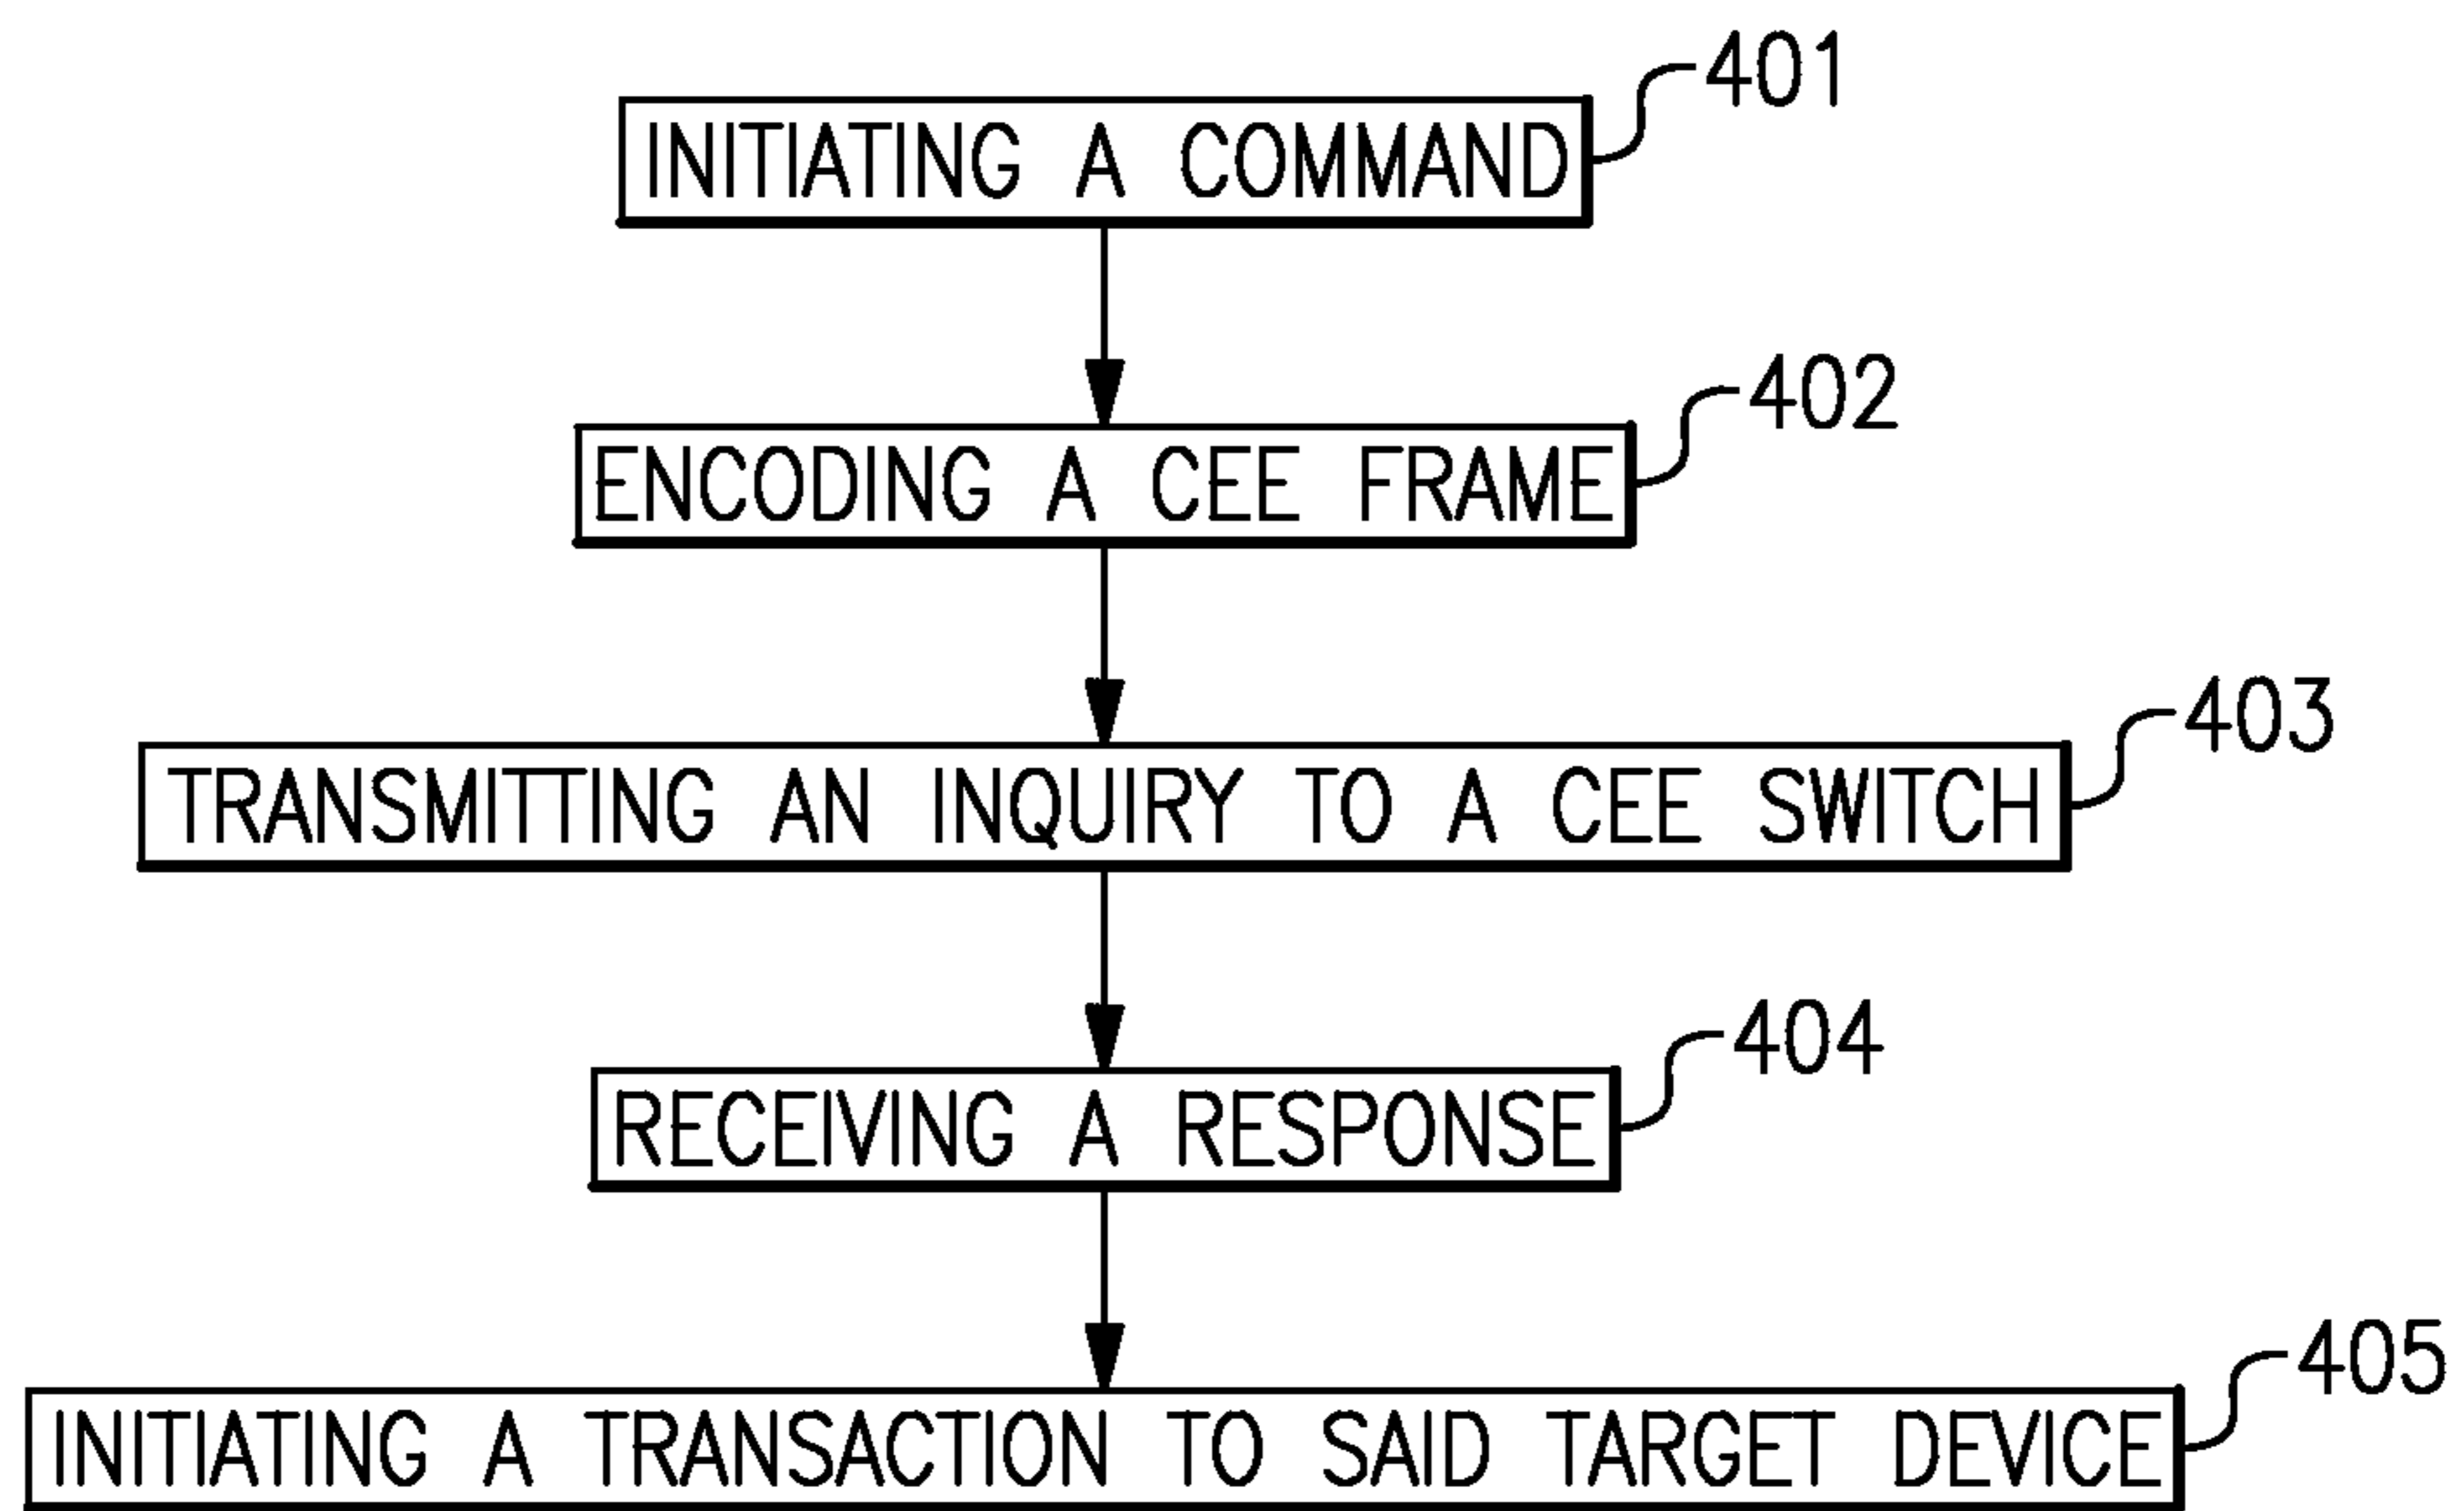 401
INITIATING A COMMAND
402
ENCODING A CEE FRAME
403
TRANSMITTING AN INQUIRY TO A CEE SWITCH
404
RECEIVING A RESPONSE
405
INITIATING A TRANSACTION TO SAID TARGET DEVICE